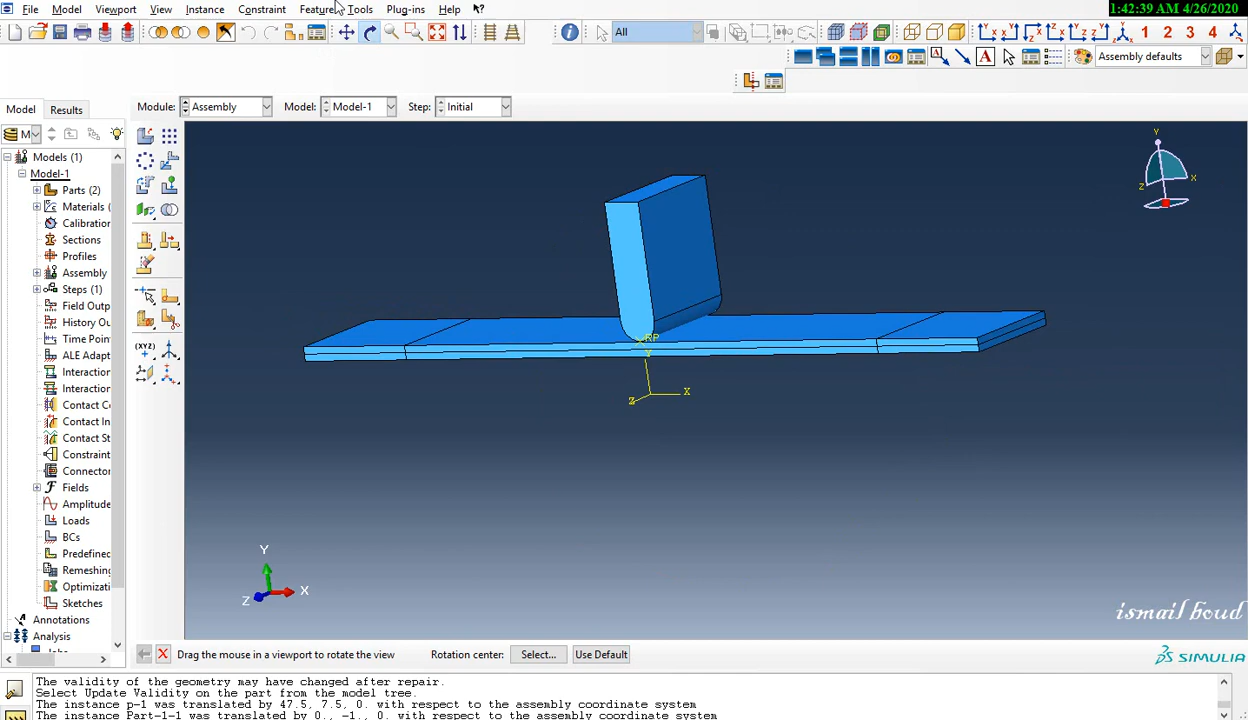 File Model Viewport View Instance Constraint Feature Tools Plug-ins Help
1:42:39 AM 4/26/2020
All
1 2 3 4
Assembly defaults
Model Results Module: Assembly Model: Model-1 Step: Initial
M
Models (1)
Model-1
Parts (2)
Materials (
Calibration
Sections
Profiles
Assembly
Steps (1)
Field Outp
History Ou
Time Poin
ALE Adapt
Interaction
Interaction
Contact Co
Contact In
Contact St
Constraint
Connector
Fields
Amplitude
Loads
BCs
Predefined
Remeshing
Optimizati
Sketches
Annotations
Analysis
(XYZ)
Y
Z X
RP
Y
X
Z
Y
X
Z
ismail boud
SIMULIA
Drag the mouse in a viewport to rotate the view Rotation center: Select... Use Default
The validity of the geometry may have changed after repair.
Select Update Validity on the part from the model tree.
The instance p-1 was translated by 47.5, 7.5, 0. with respect to the assembly coordinate system
The instance Part-1-1 was translated by 0., -1., 0. with respect to the assembly coordinate system